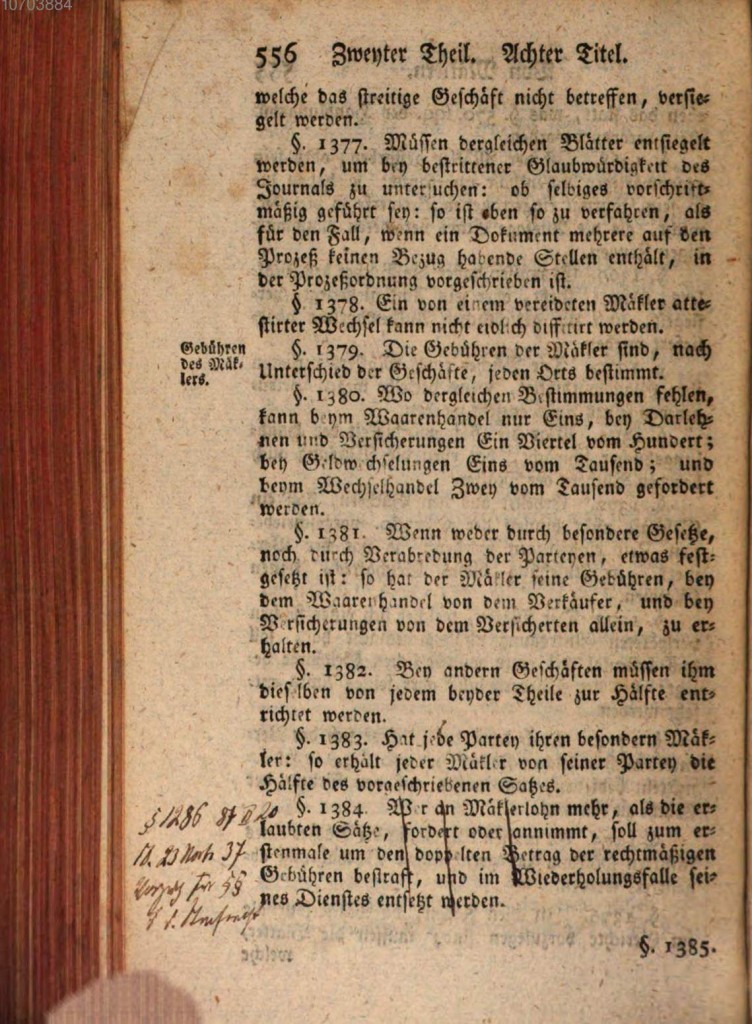 10703884
556 Zweyter Theil. Achter Titel.
welche das streitige Geschäft nicht betreffen, versie-
gelt werden.
§. 1377. Müssen dergleichen Blätter entsiegelt
werden, um bey bestrittener Glaubwürdigkeit des
Journals zu untersuchen: ob selbiges vorschrift-
mäßig geführt sey: so ist eben so zu verfahren, als
für den Fall, wenn ein Dokument mehrere auf den
Prozeß keinen Bezug habende Stellen enthält, in
der Prozeßordnung vorgeschrieben ist.
§. 1378. Ein von einem vereideten Mäkler atte-
stirter Wechsel kann nicht eidlich diffitirt werden.
Gebühren
des Mäk-
lers.
§. 1379. Die Gebühren der Mäkler sind, nach
Unterschied der Geschäfte, jeden Orts bestimmt.
§. 1380. Wo dergleichen Bestimmungen fehlen,
kann beym Waarenhandel nur Eins, bey Darleh-
nen und Versicherungen Ein Viertel vom Hundert;
bey Geldwechselungen Eins vom Tausend; und
beym Wechselhandel Zwey vom Tausend gefordert
werden.
§. 1381. Wenn weder durch besondere Gesetze,
noch durch Verabredung der Parteyen, etwas fest-
gesetzt ist: so hat der Mäkler seine Gebühren, bey
dem Waarenhandel von dem Verkäufer, und bey
Versicherungen von dem Versicherten allein, zu er-
halten.
§. 1382. Bey andern Geschäften müssen ihm
dieselben von jedem beyder Theile zur Hälfte ent-
richtet werden.
§. 1383. Hat jede Partey ihren besondern Mäk-
ler: so erhält jeder Mäkler von seiner Partey die
Hälfte des vorgeschriebenen Satzes.
§. 1384. Wer an Mäklerlohn mehr, als die er-
laubten Sätze, fordert oder annimmt, soll zum er-
stenmale um den doppelten Betrag der rechtmäßigen
Gebühren bestraft, und im Wiederholungsfalle sei-
nes Dienstes entsetzt werden.
§ 1286
37
§§
§. 1385.